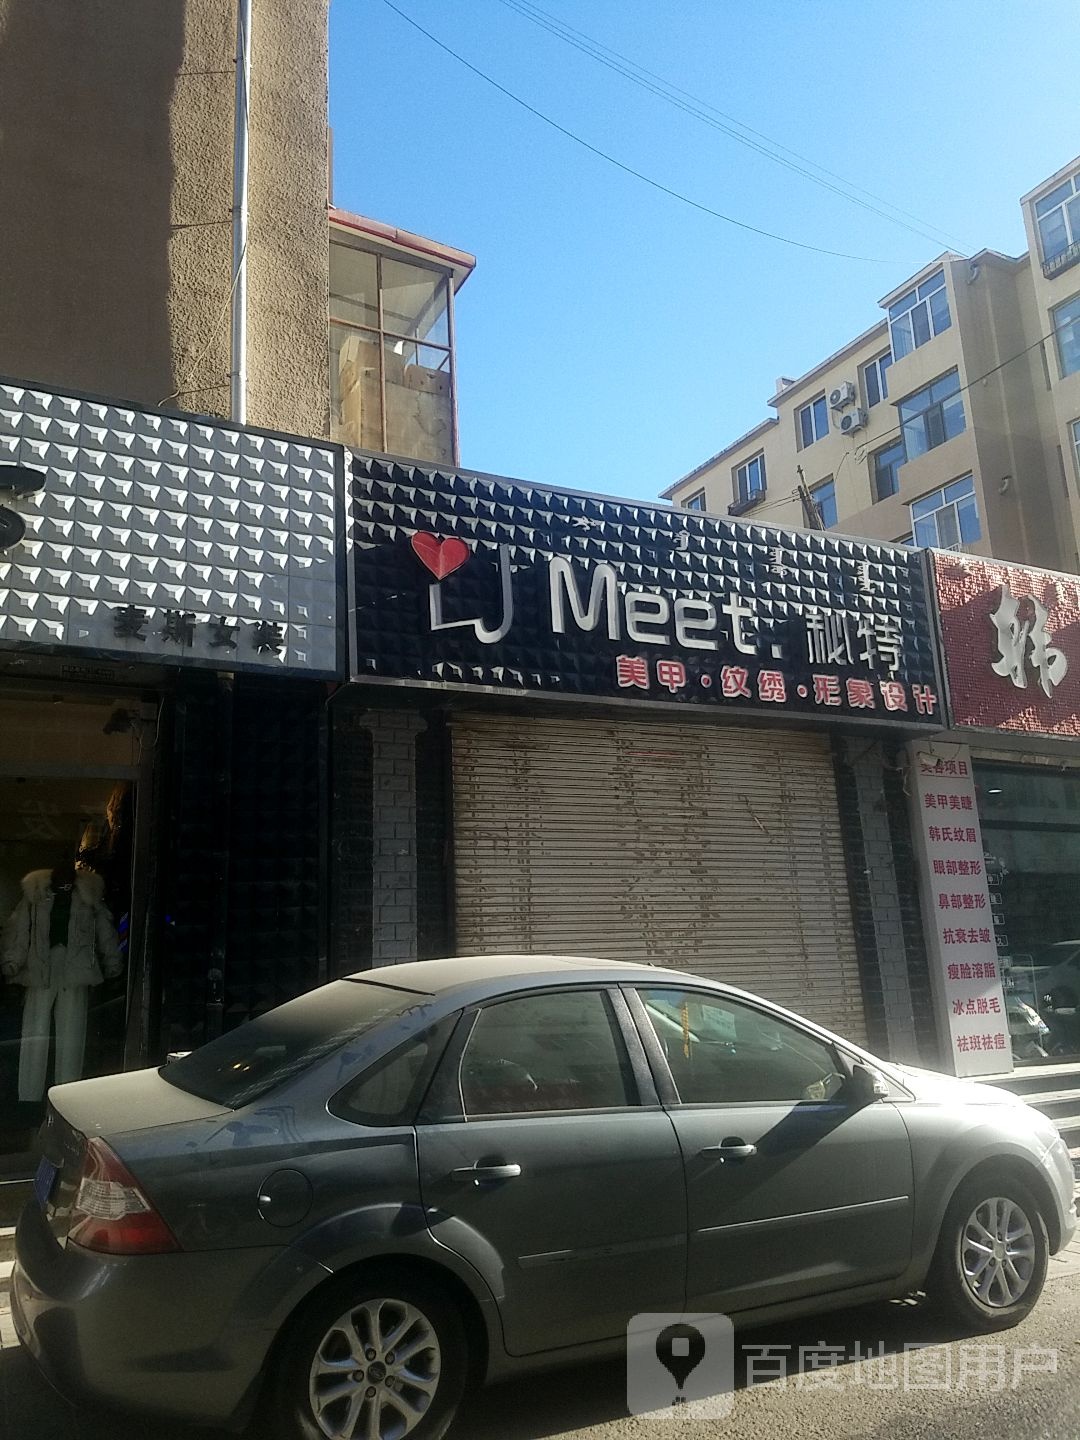 麦斯女装
Meet.秘特
美甲·纹绣·形象设计
韩
美容项目
美甲美睫
韩氏纹眉
眼部整形
鼻部整形
抗衰去皱
瘦脸溶脂
冰点脱毛
祛斑祛痘
百度地图用户